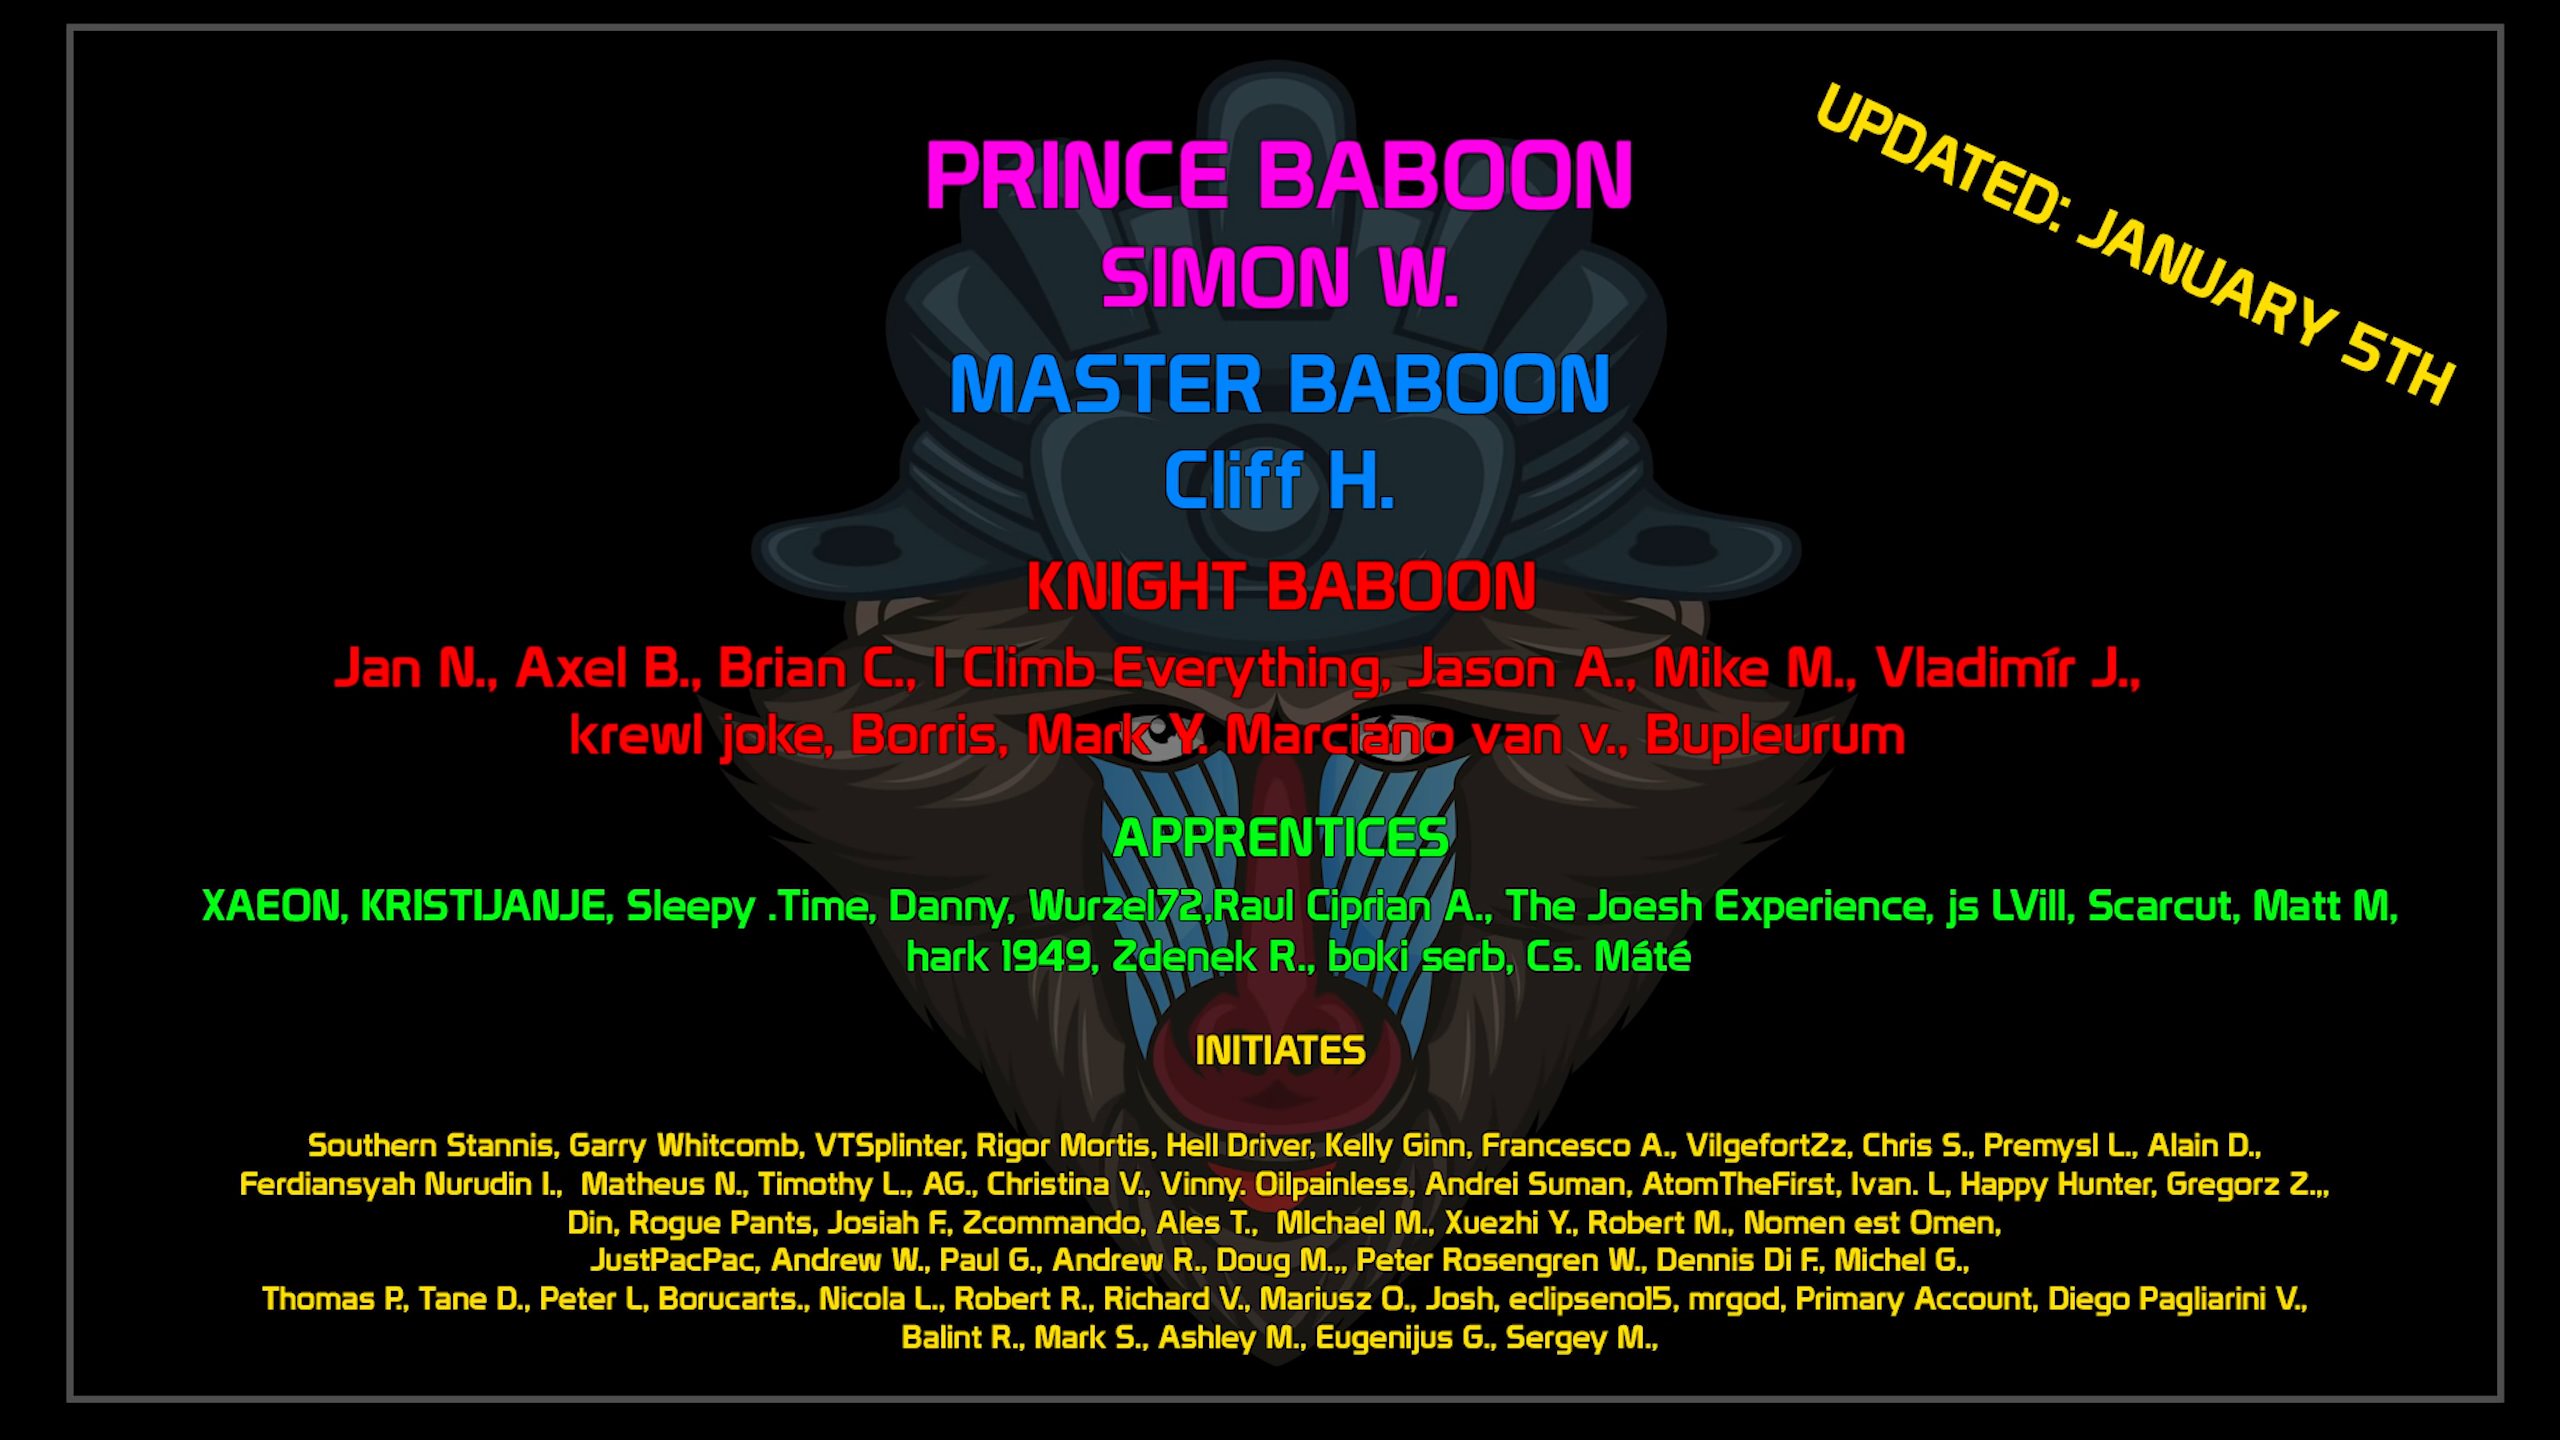 PRINCE BABOON
UPDATED: JANUARY 5TH
SIMON W.
MASTER BABOON
Cliff H.
KNIGHT BABOON
Jan N., Axel B., Brian C., I Climb Everything, Jason A., Mike M., Vladimír J.,
krewl joke, Borris, Mark Y. Marciano van v., Bupleurum
APPRENTICES
XAEON, KRISTIJANJE, Sleepy .Time, Danny, Wurzel72,Raul Ciprian A., The Joesh Experience, js LVill, Scarcut, Matt M,
hark 1949, Zdenek R., boki serb, Cs. Máté
INITIATES
Southern Stannis, Garry Whitcomb, VTSplinter, Rigor Mortis, Hell Driver, Kelly Ginn, Francesco A., VilgefortZz, Chris S., Premysl L., Alain D.,
Ferdiansyah Nurudin I.,  Matheus N., Timothy L., AG., Christina V., Vinny. Oilpainless, Andrei Suman, AtomTheFirst, Ivan. L, Happy Hunter, Gregorz Z.,,
Din, Rogue Pants, Josiah F., Zcommando, Ales T.,  MIchael M., Xuezhi Y., Robert M., Nomen est Omen,
JustPacPac, Andrew W., Paul G., Andrew R., Doug M.,, Peter Rosengren W., Dennis Di F., Michel G.,
Thomas P., Tane D., Peter L, Borucarts., Nicola L., Robert R., Richard V., Mariusz O., Josh, eclipseno15, mrgod, Primary Account, Diego Pagliarini V.,
Balint R., Mark S., Ashley M., Eugenijus G., Sergey M.,